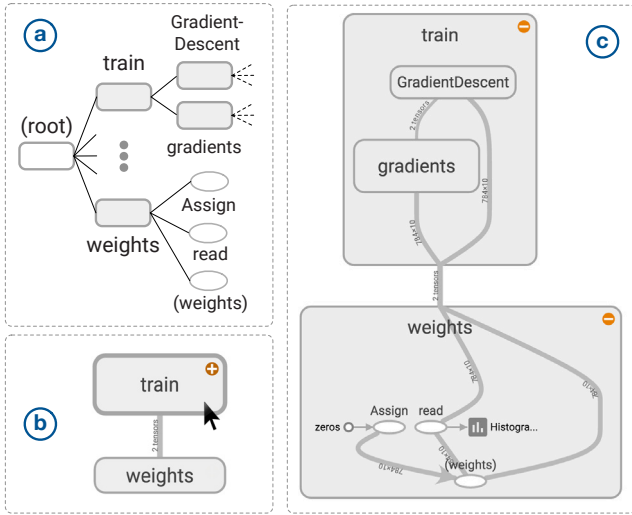 a
Gradient-
Descent
train
(root)
gradients
Assign
weights
read
(weights)
b
train
2 tensors
weights
c
train
GradientDescent
2 tensors
gradients
784×10
784×10
2 tensors
weights
784×10
784×10
Assign
read
zeros
Histogra...
784×10
784×10
(weights)